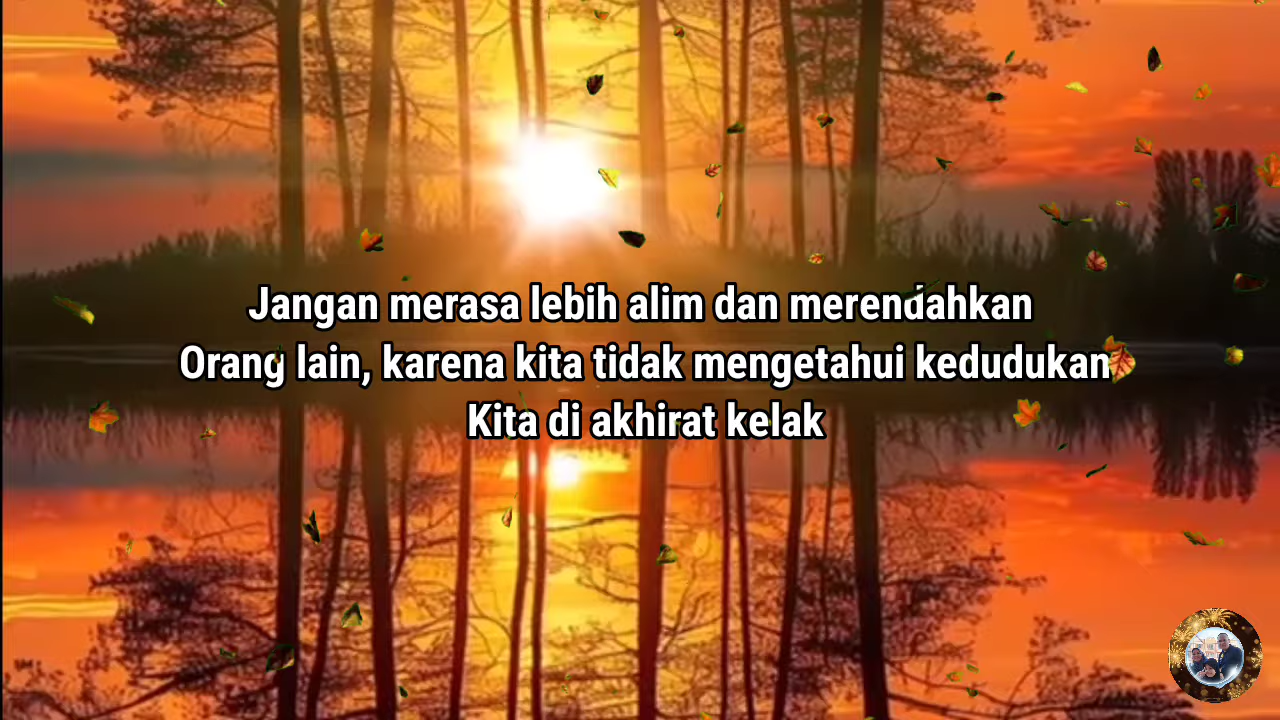 Jangan merasa lebih alim dan merendahkan
Orang lain, karena kita tidak mengetahui kedudukan
Kita di akhirat kelak